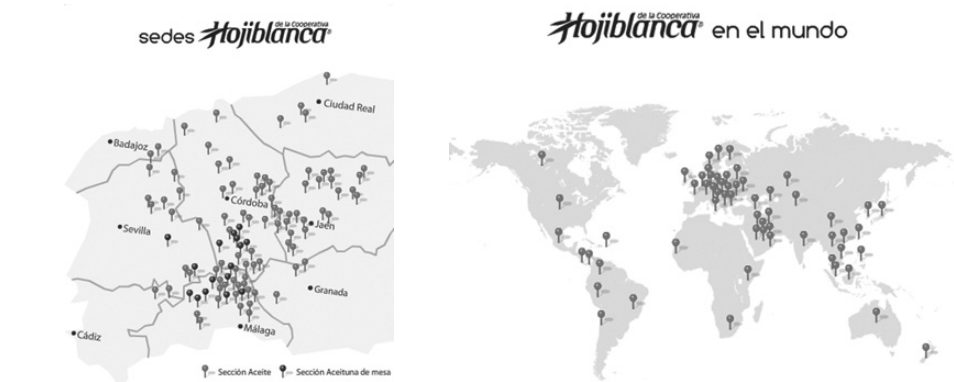 de la Cooperativa
sedes Hojiblanca®
Ciudad Real
Badajoz
Córdoba
Sevilla
Jaén
Granada
Málaga
Cádiz
Sección Aceite
Sección Aceituna de mesa
de la Cooperativa
Hojiblanca® en el mundo